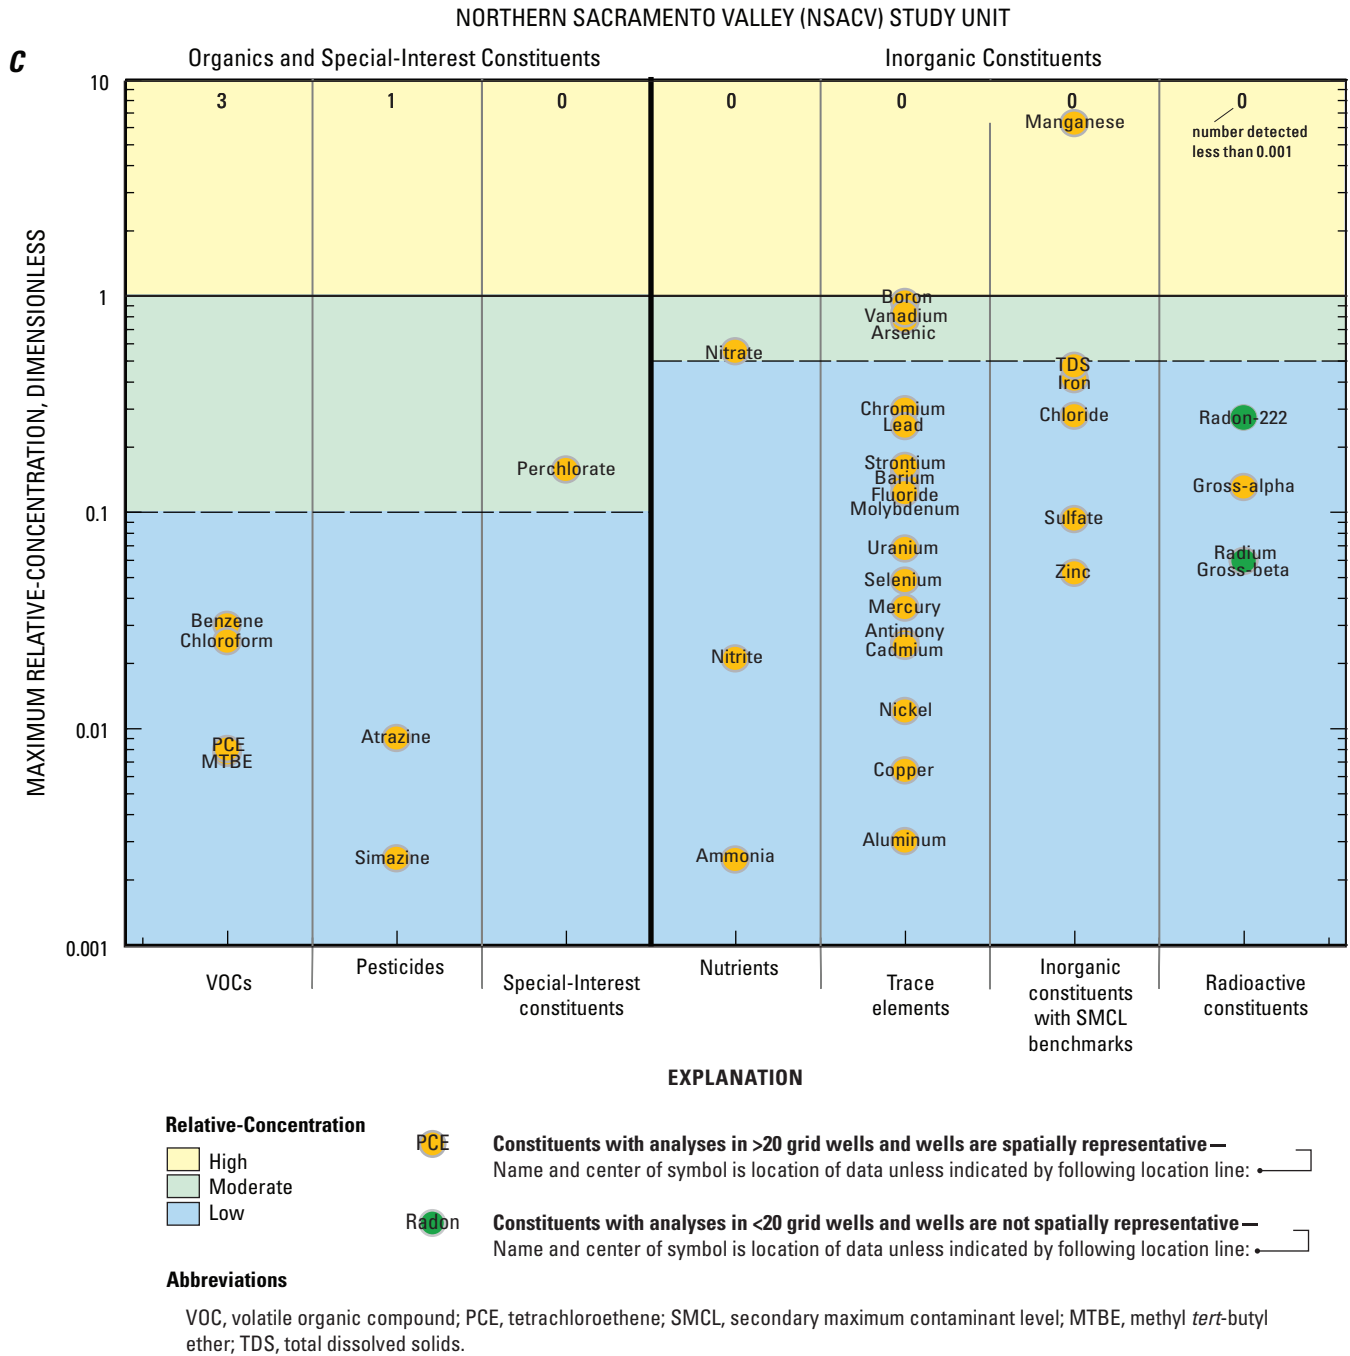 NORTHERN SACRAMENTO VALLEY (NSACV) STUDY UNIT
C
Organics and Special-Interest Constituents
Inorganic Constituents
MAXIMUM RELATIVE-CONCENTRATION, DIMENSIONLESS
10
1
0.1
0.01
0.001
3
1
0
0
0
0
0
number detected
less than 0.001
Benzene
Chloroform
PCE
MTBE
Atrazine
Simazine
Perchlorate
Nitrate
Nitrite
Ammonia
Boron
Vanadium
Arsenic
Chromium
Lead
Strontium
Barium
Fluoride
Molybdenum
Uranium
Selenium
Mercury
Antimony
Cadmium
Nickel
Copper
Aluminum
Manganese
TDS
Iron
Chloride
Sulfate
Zinc
Radon-222
Gross-alpha
Radium
Gross-beta
VOCs
Pesticides
Special-Interest
constituents
Nutrients
Trace
elements
Inorganic
constituents
with SMCL
benchmarks
Radioactive
constituents
EXPLANATION
Relative-Concentration
High
Moderate
Low
PCE
Constituents with analyses in >20 grid wells and wells are spatially representative—
Name and center of symbol is location of data unless indicated by following location line:
Radon
Constituents with analyses in <20 grid wells and wells are not spatially representative—
Name and center of symbol is location of data unless indicated by following location line:
Abbreviations
VOC, volatile organic compound; PCE, tetrachloroethene; SMCL, secondary maximum contaminant level; MTBE, methyl tert-butyl
ether; TDS, total dissolved solids.